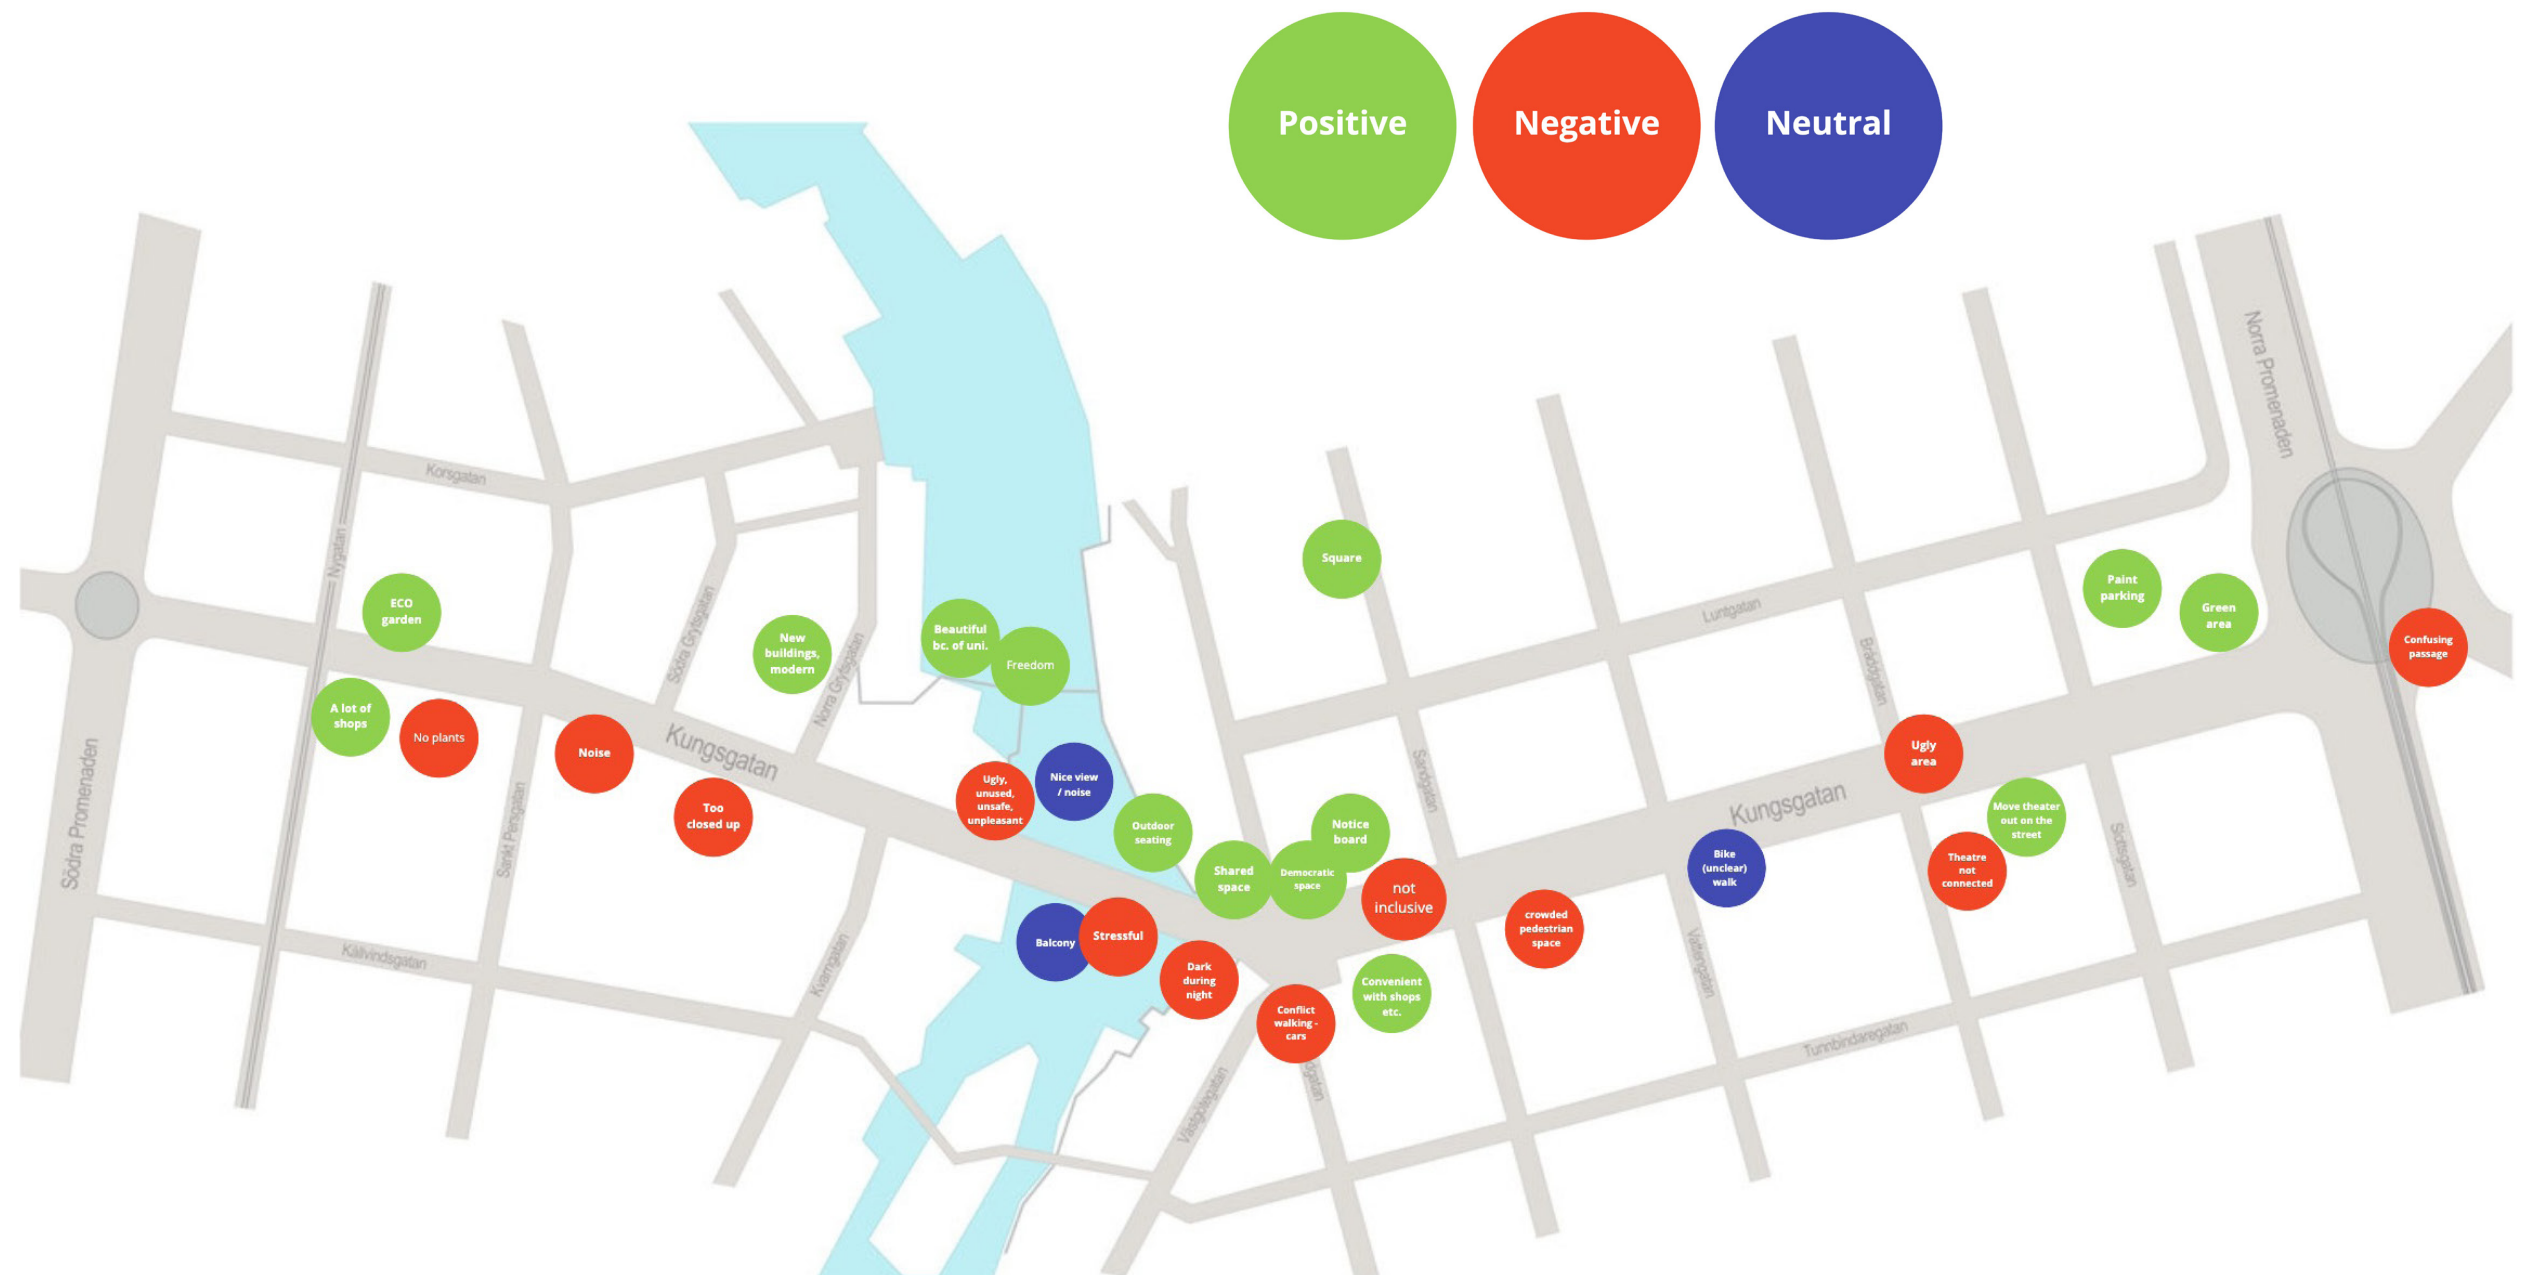 Positive
Negative
Neutral
Norra Promenaden
Korsgatan
Nygatan
Square
ECO
garden
Södra Grytsgatan
New
buildings,
modern
Norra Grytsgatan
Beautiful
bc. of uni.
Freedom
Luntgatan
Bråddgatan
Paint
parking
Green
area
Confusing
passage
A lot of
shops
No plants
Noise
Kungsgatan
Too
closed up
Södra Promenaden
Sankt Persgatan
Ugly,
unused,
unsafe,
unpleasant
Nice view
/ noise
Outdoor
seating
Notice
board
Sandgatan
Shared
space
Democratic
space
not
inclusive
Kungsgatan
Ugly
area
Move theater
out on the
street
Theatre
not
connected
Bike
(unclear)
walk
Slottsgatan
Källvindsgatan
Kvarngatan
Balcony
Stressful
Dark
during
night
crowded
pedestrian
space
Vattengatan
Convenient
with shops
etc.
Conflict
walking -
cars
Västgötegatan
dgatan
Tunnbindaregatan